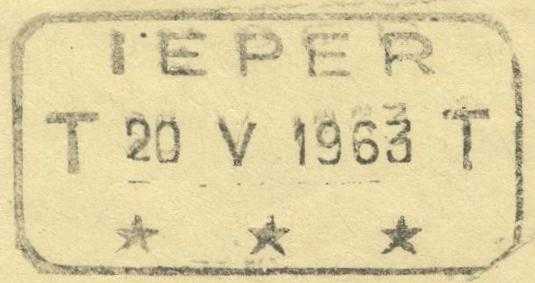 IEPER
T 20 V 1963 T
★ ★ ★